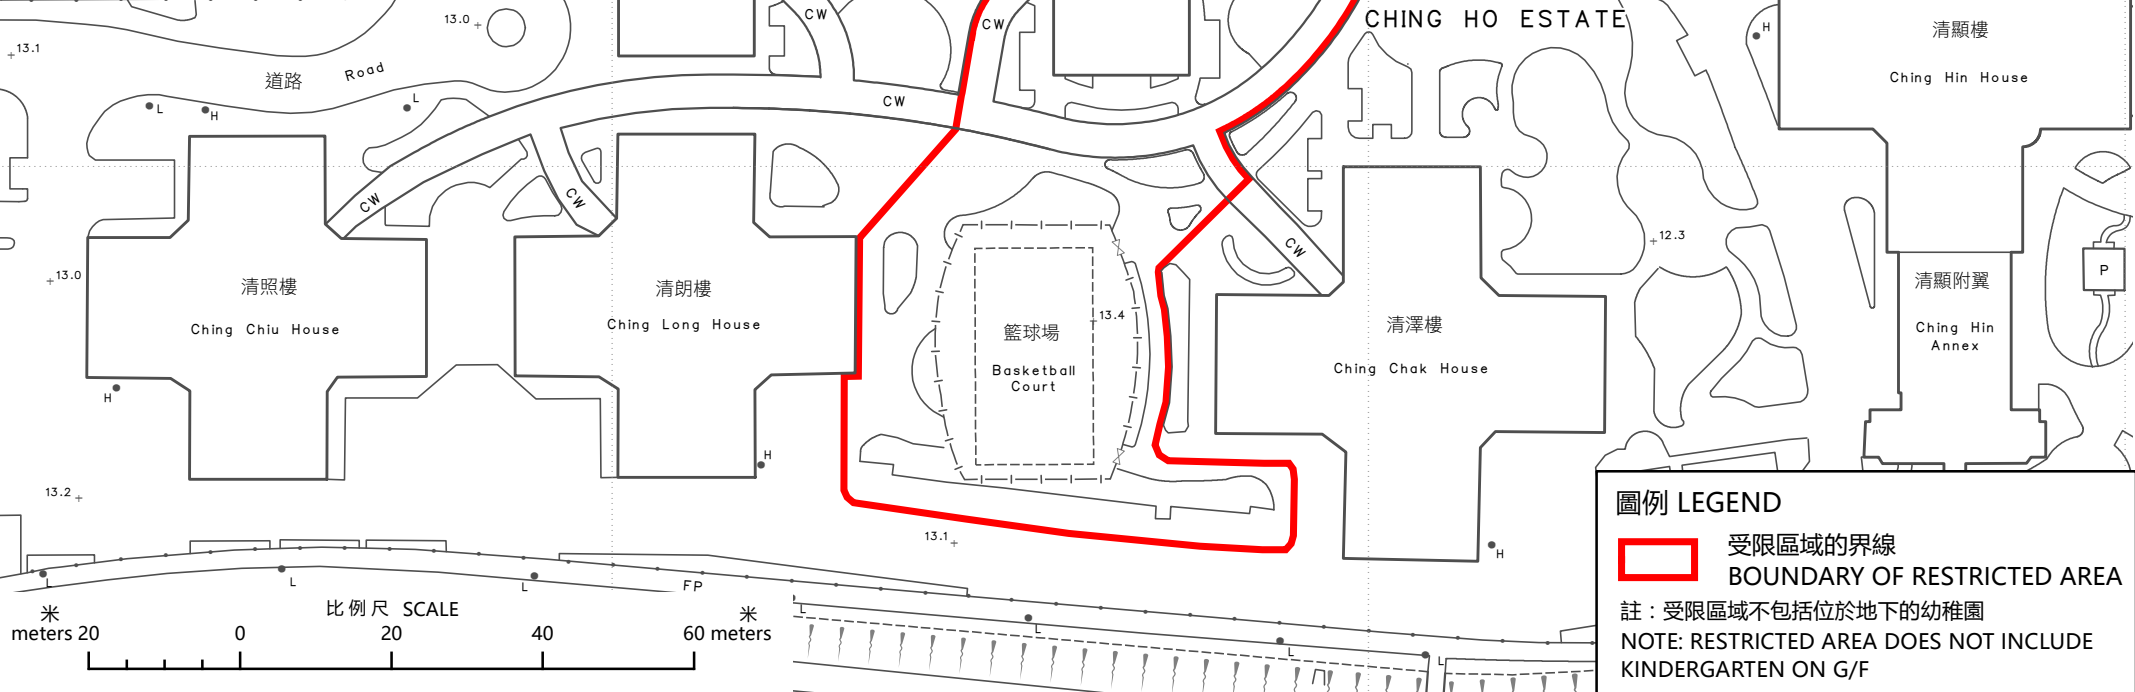 CHING HO ESTATE
13.0
13.1
CW
CW
清顯樓
H
Ching Hin House
道路 Road
L
H
L
CW
CW
CW
CW
12.3
13.0
清照樓
Ching Chiu House
清朗樓
Ching Long House
13.4
籃球場
Basketball
Court
清澤樓
Ching Chak House
清顯附翼
Ching Hin
Annex
P
H
H
13.2
13.1
H
L
L
L
FP
L
L
L
L
圖例 LEGEND
受限區域的界線
BOUNDARY OF RESTRICTED AREA
註：受限區域不包括位於地下的幼稚園
NOTE: RESTRICTED AREA DOES NOT INCLUDE
KINDERGARTEN ON G/F
米 比例尺 SCALE 米
meters 20 0 20 40 60 meters